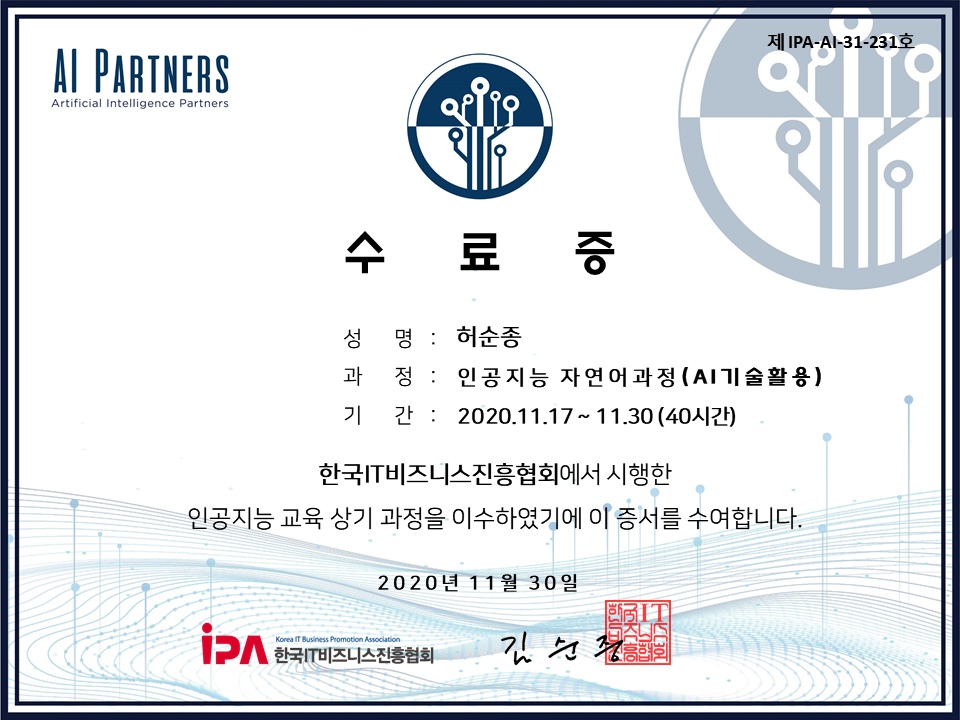 제 IPA-AI-31-231호
AI PARTNERS
Artificial Intelligence Partners
수 료 증
성 명 : 허순종
과 정 : 인공지능 자연어과정(AI기술활용)
기 간 : 2020.11.17 ~ 11.30 (40시간)
한국IT비즈니스진흥협회에서 시행한
인공지능 교육 상기 과정을 이수하였기에 이 증서를 수여합니다.
2020년 11월 30일
iPA
Korea IT Business Promotion Association
한국IT비즈니스진흥협회
김순